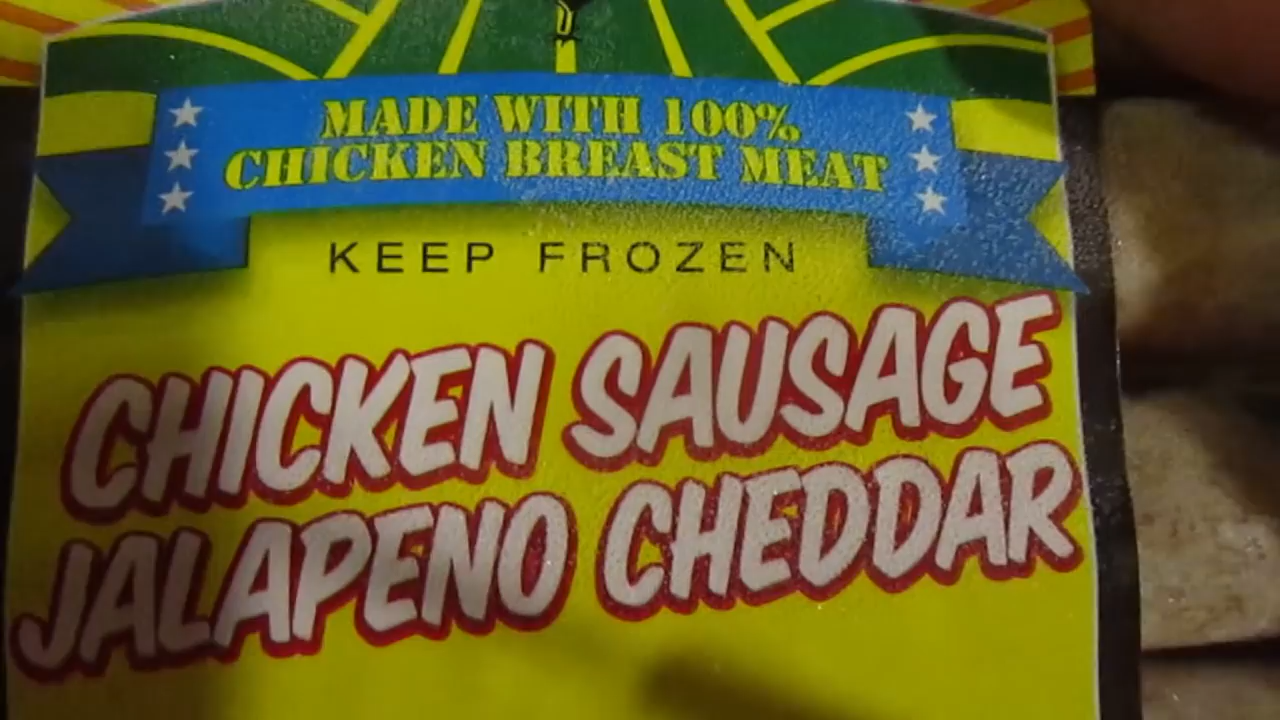 MADE WITH 100%
CHICKEN BREAST MEAT
KEEP FROZEN
CHICKEN SAUSAGE
JALAPENO CHEDDAR